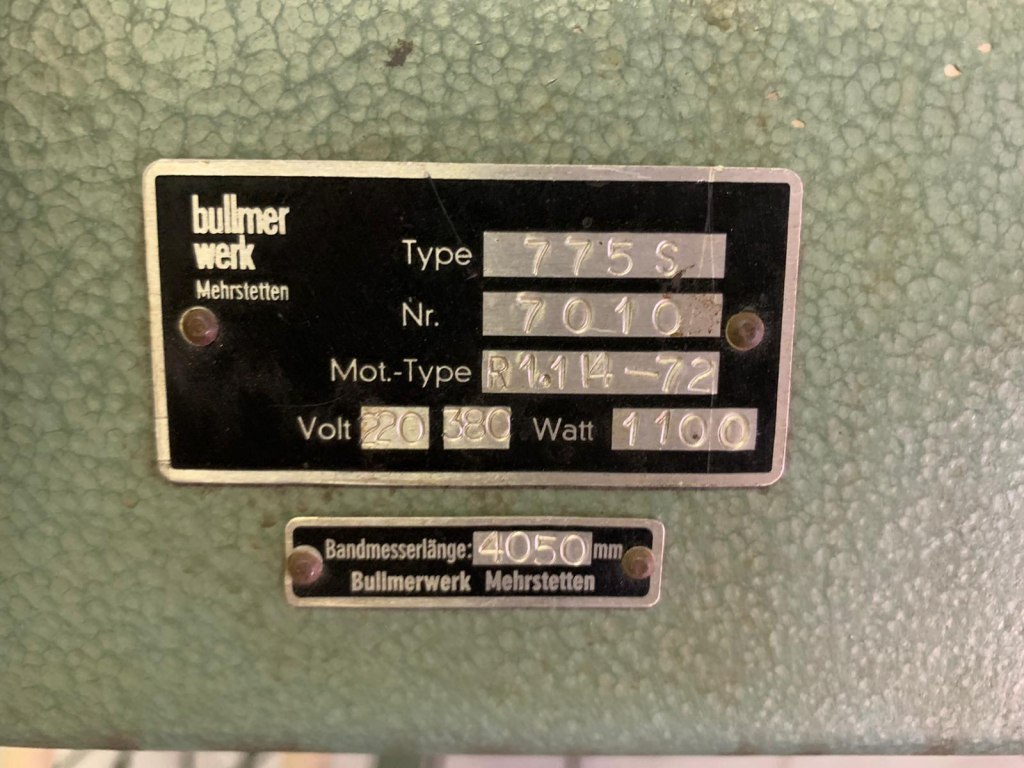 bullmer
werk
Mehrstetten
Type 775 S
Nr. 7010
Mot.-Type R1.114-72
Volt 220 380 Watt 1100
Bandmesserlänge: 4050 mm
Bullmerwerk Mehrstetten